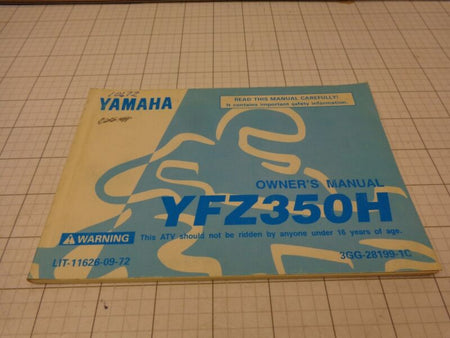 10672
YAMAHA
READ THIS MANUAL CAREFULLY!
It contains important safety information.
OWNER'S MANUAL
YFZ350H
WARNING This ATV should not be ridden by anyone under 16 years of age.
LIT-11626-09-72
3GG-28199-1C